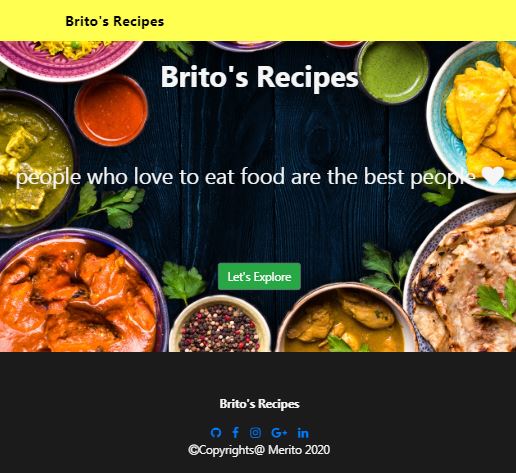 Brito's Recipes
Brito's Recipes
people who love to eat food are the best people
Let's Explore
Brito's Recipes
©Copyrights@ Merito 2020